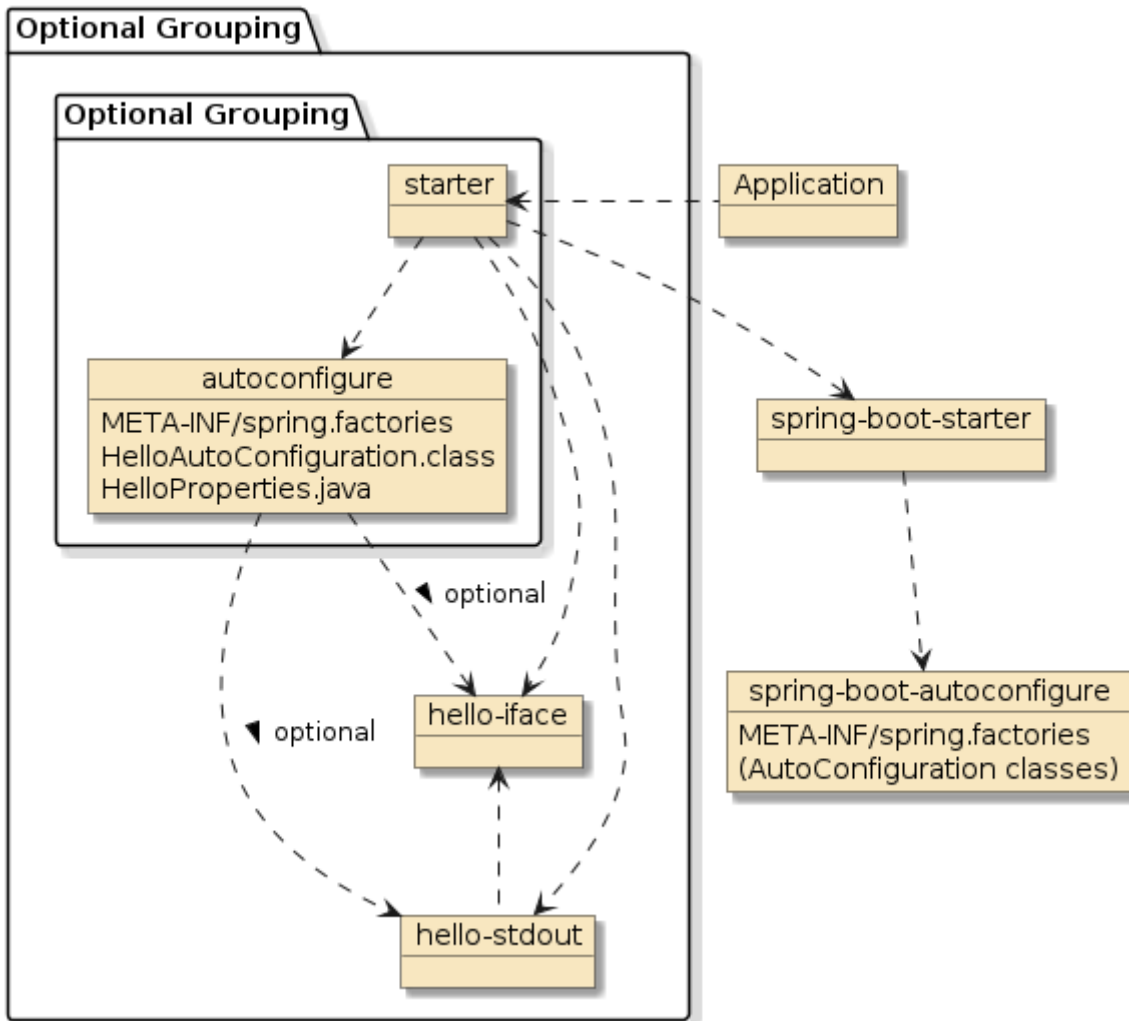 Optional Grouping
Optional Grouping
starter
Application
autoconfigure
META-INF/spring.factories
HelloAutoConfiguration.class
HelloProperties.java
spring-boot-starter
optional
hello-iface
optional
spring-boot-autoconfigure
META-INF/spring.factories
(AutoConfiguration classes)
hello-stdout